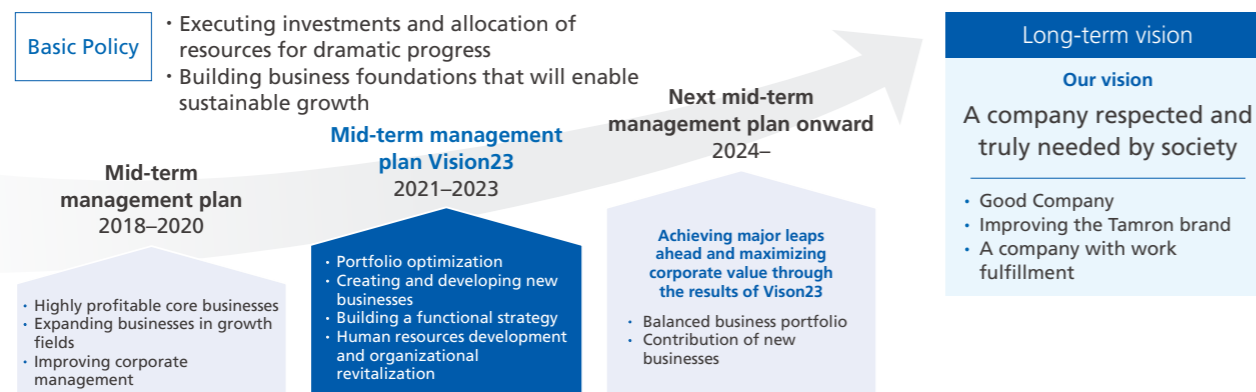 Basic Policy
・Executing investments and allocation of
resources for dramatic progress
・Building business foundations that will enable
sustainable growth
Mid-term
management plan
2018–2020
• Highly profitable core businesses
• Expanding businesses in growth
fields
• Improving corporate
management
Mid-term management
plan Vision23
2021–2023
• Portfolio optimization
• Creating and developing new
businesses
• Building a functional strategy
• Human resources development
and organizational
revitalization
Next mid-term
management plan onward
2024–
Achieving major leaps
ahead and maximizing
corporate value through
the results of Vison23
• Balanced business portfolio
• Contribution of new
businesses
Long-term vision
Our vision
A company respected and
truly needed by society
• Good Company
• Improving the Tamron brand
• A company with work
fulfillment